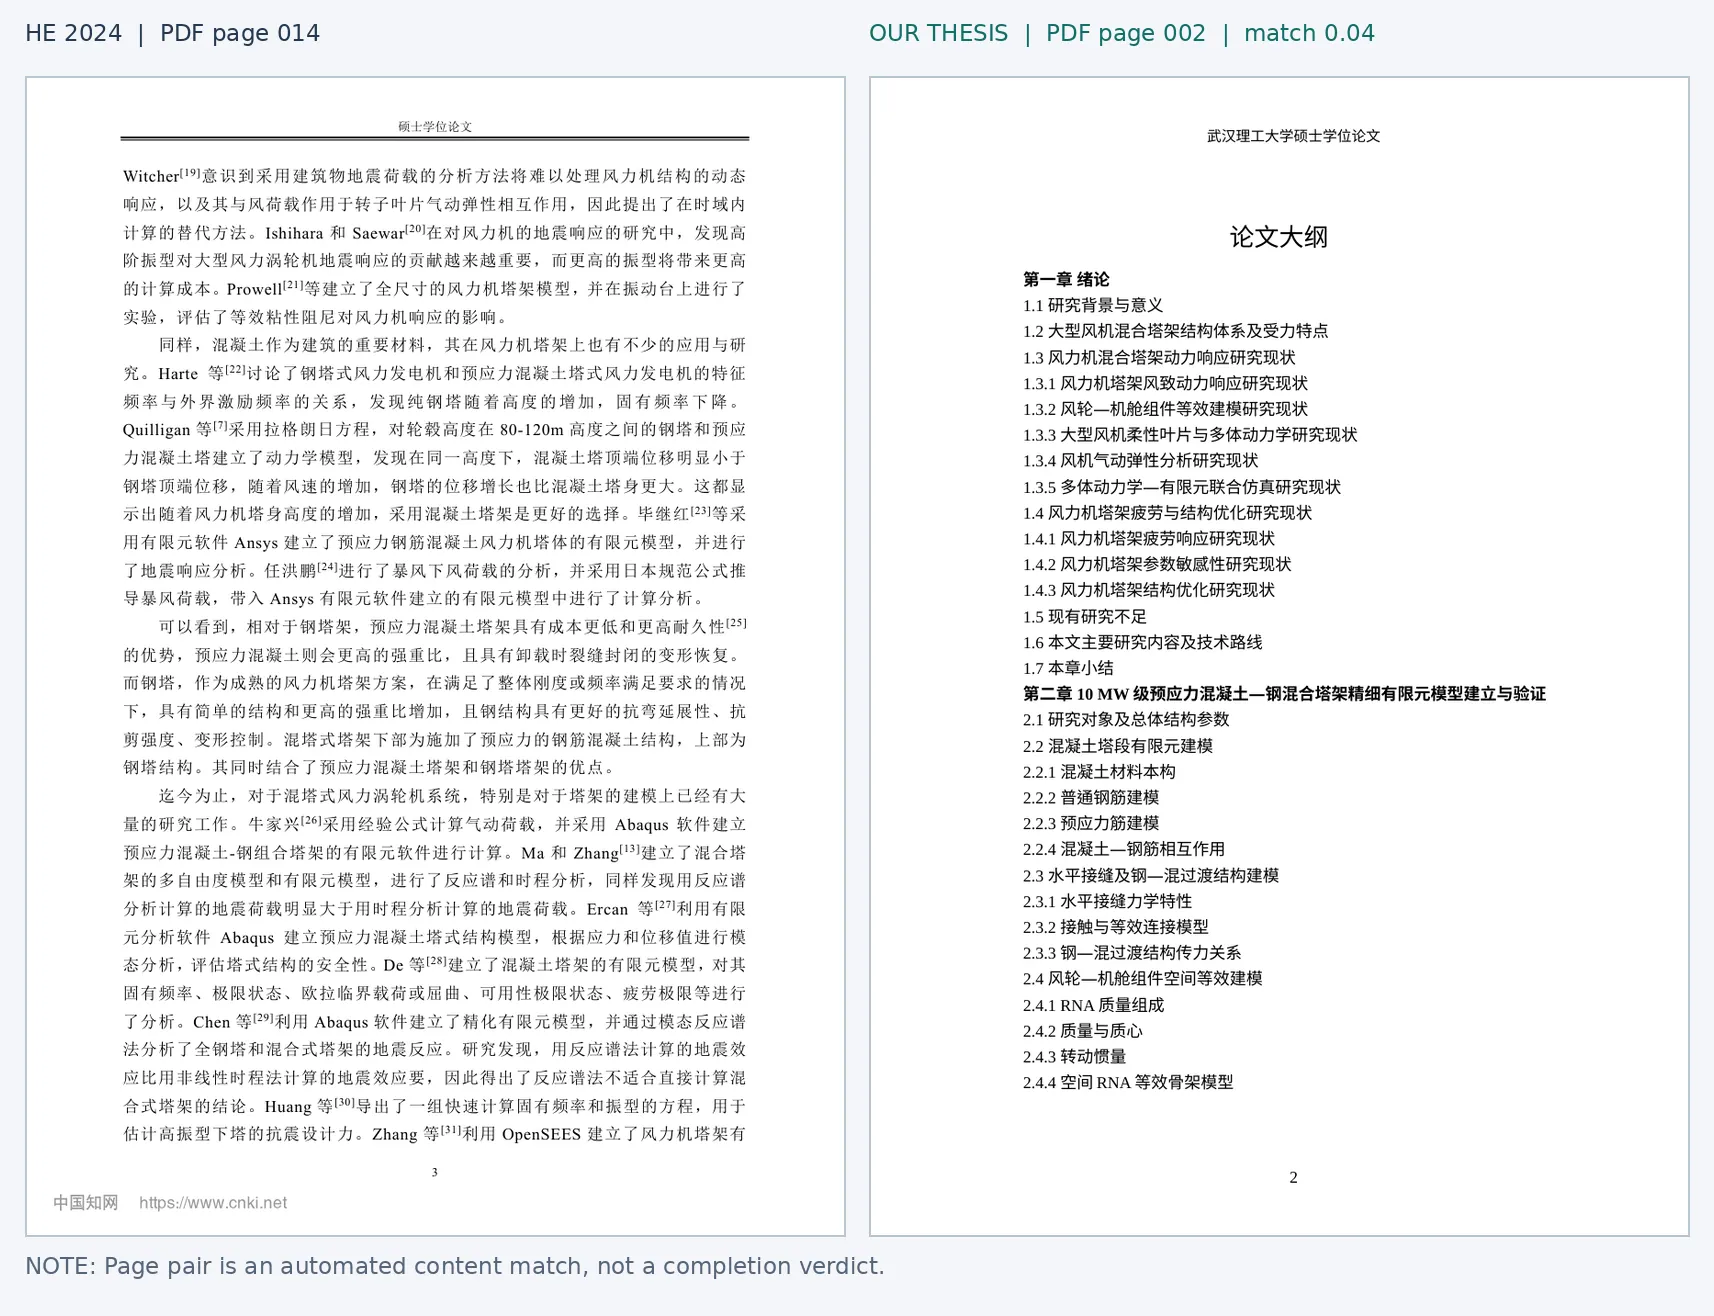 HE 2024 | PDF page 014
硕士学位论文
Witcher[19]意识到采用建筑物地震荷载的分析方法将难以处理风力机结构的动态
响应，以及其与风荷载作用于转子叶片气动弹性相互作用，因此提出了在时域内
计算的替代方法。Ishihara 和 Saewar[20]在对风力机的地震响应的研究中，发现高
阶振型对大型风力涡轮机地震响应的贡献越来越重要，而更高的振型将带来更高
的计算成本。Prowell[21]等建立了全尺寸的风力机塔架模型，并在振动台上进行了
实验，评估了等效粘性阻尼对风力机响应的影响。
同样，混凝土作为建筑的重要材料，其在风力机塔架上也有不少的应用与研
究。Harte 等[22]讨论了钢塔式风力发电机和预应力混凝土塔式风力发电机的特征
频率与外界激励频率的关系，发现纯钢塔随着高度的增加，固有频率下降。
Quilligan 等[7]采用拉格朗日方程，对轮毂高度在 80-120m 高度之间的钢塔和预应
力混凝土塔建立了动力学模型，发现在同一高度下，混凝土塔顶端位移明显小于
钢塔顶端位移，随着风速的增加，钢塔的位移增长也比混凝土塔身更大。这都显
示出随着风力机塔身高度的增加，采用混凝土塔架是更好的选择。毕继红[23]等采
用有限元软件 Ansys 建立了预应力钢筋混凝土风力机塔体的有限元模型，并进行
了地震响应分析。任洪鹏[24]进行了暴风下风荷载的分析，并采用日本规范公式推
导暴风荷载，带入 Ansys 有限元软件建立的有限元模型中进行了计算分析。
可以看到，相对于钢塔架，预应力混凝土塔架具有成本更低和更高耐久性[25]
的优势，预应力混凝土则会更高的强重比，且具有卸载时裂缝封闭的变形恢复。
而钢塔，作为成熟的风力机塔架方案，在满足了整体刚度或频率满足要求的情况
下，具有简单的结构和更高的强重比增加，且钢结构具有更好的抗弯延展性、抗
剪强度、变形控制。混塔式塔架下部为施加了预应力的钢筋混凝土结构，上部为
钢塔结构。其同时结合了预应力混凝土塔架和钢塔塔架的优点。
迄今为止，对于混塔式风力涡轮机系统，特别是对于塔架的建模上已经有大
量的研究工作。牛家兴[26]采用经验公式计算气动荷载，并采用 Abaqus 软件建立
预应力混凝土-钢组合塔架的有限元软件进行计算。Ma 和 Zhang[13]建立了混合塔
架的多自由度模型和有限元模型，进行了反应谱和时程分析，同样发现用反应谱
分析计算的地震荷载明显大于用时程分析计算的地震荷载。Ercan 等[27]利用有限
元分析软件 Abaqus 建立预应力混凝土塔式结构模型，根据应力和位移值进行模
态分析，评估塔式结构的安全性。De 等[28]建立了混凝土塔架的有限元模型，对其
固有频率、极限状态、欧拉临界载荷或屈曲、可用性极限状态、疲劳极限等进行
了分析。Chen 等[29]利用 Abaqus 软件建立了精化有限元模型，并通过模态反应谱
法分析了全钢塔和混合式塔架的地震反应。研究发现，用反应谱法计算的地震效
应比用非线性时程法计算的地震效应要，因此得出了反应谱法不适合直接计算混
合式塔架的结论。Huang 等[30]导出了一组快速计算固有频率和振型的方程，用于
估计高振型下塔的抗震设计力。Zhang 等[31]利用 OpenSEES 建立了风力机塔架有
3
中国知网 https://www.cnki.net
OUR THESIS | PDF page 002 | match 0.04
武汉理工大学硕士学位论文
论文大纲
第一章 绪论
1.1 研究背景与意义
1.2 大型风机混合塔架结构体系及受力特点
1.3 风力机混合塔架动力响应研究现状
1.3.1 风力机塔架风致动力响应研究现状
1.3.2 风轮—机舱组件等效建模研究现状
1.3.3 大型风机柔性叶片与多体动力学研究现状
1.3.4 风机气动弹性分析研究现状
1.3.5 多体动力学—有限元联合仿真研究现状
1.4 风力机塔架疲劳与结构优化研究现状
1.4.1 风力机塔架疲劳响应研究现状
1.4.2 风力机塔架参数敏感性研究现状
1.4.3 风力机塔架结构优化研究现状
1.5 现有研究不足
1.6 本文主要研究内容及技术路线
1.7 本章小结
第二章 10 MW 级预应力混凝土—钢混合塔架精细有限元模型建立与验证
2.1 研究对象及总体结构参数
2.2 混凝土塔段有限元建模
2.2.1 混凝土材料本构
2.2.2 普通钢筋建模
2.2.3 预应力筋建模
2.2.4 混凝土—钢筋相互作用
2.3 水平接缝及钢—混过渡结构建模
2.3.1 水平接缝力学特性
2.3.2 接触与等效连接模型
2.3.3 钢—混过渡结构传力关系
2.4 风轮—机舱组件空间等效建模
2.4.1 RNA 质量组成
2.4.2 质量与质心
2.4.3 转动惯量
2.4.4 空间 RNA 等效骨架模型
2
NOTE: Page pair is an automated content match, not a completion verdict.